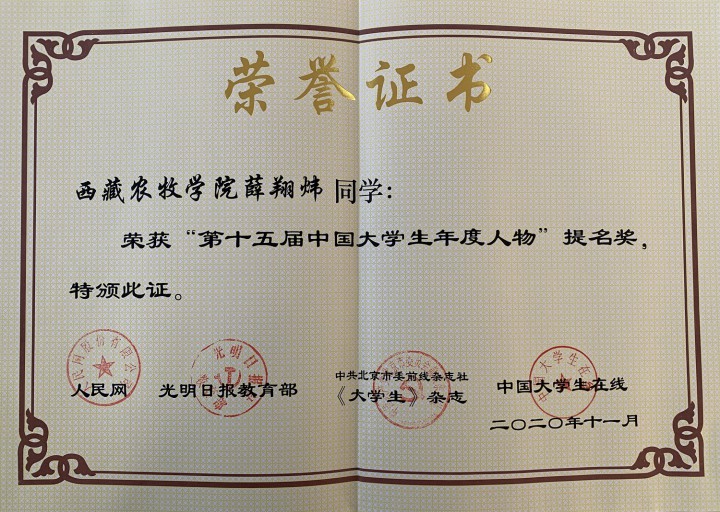 荣誉证书
西藏农牧学院薛翔炜同学：
荣获“第十五届中国大学生年度人物”提名奖，
特颁此证。
人民网
光明日报教育部
中共北京市委前线杂志社
《大学生》杂志
中国大学生在线
二〇二〇年十一月